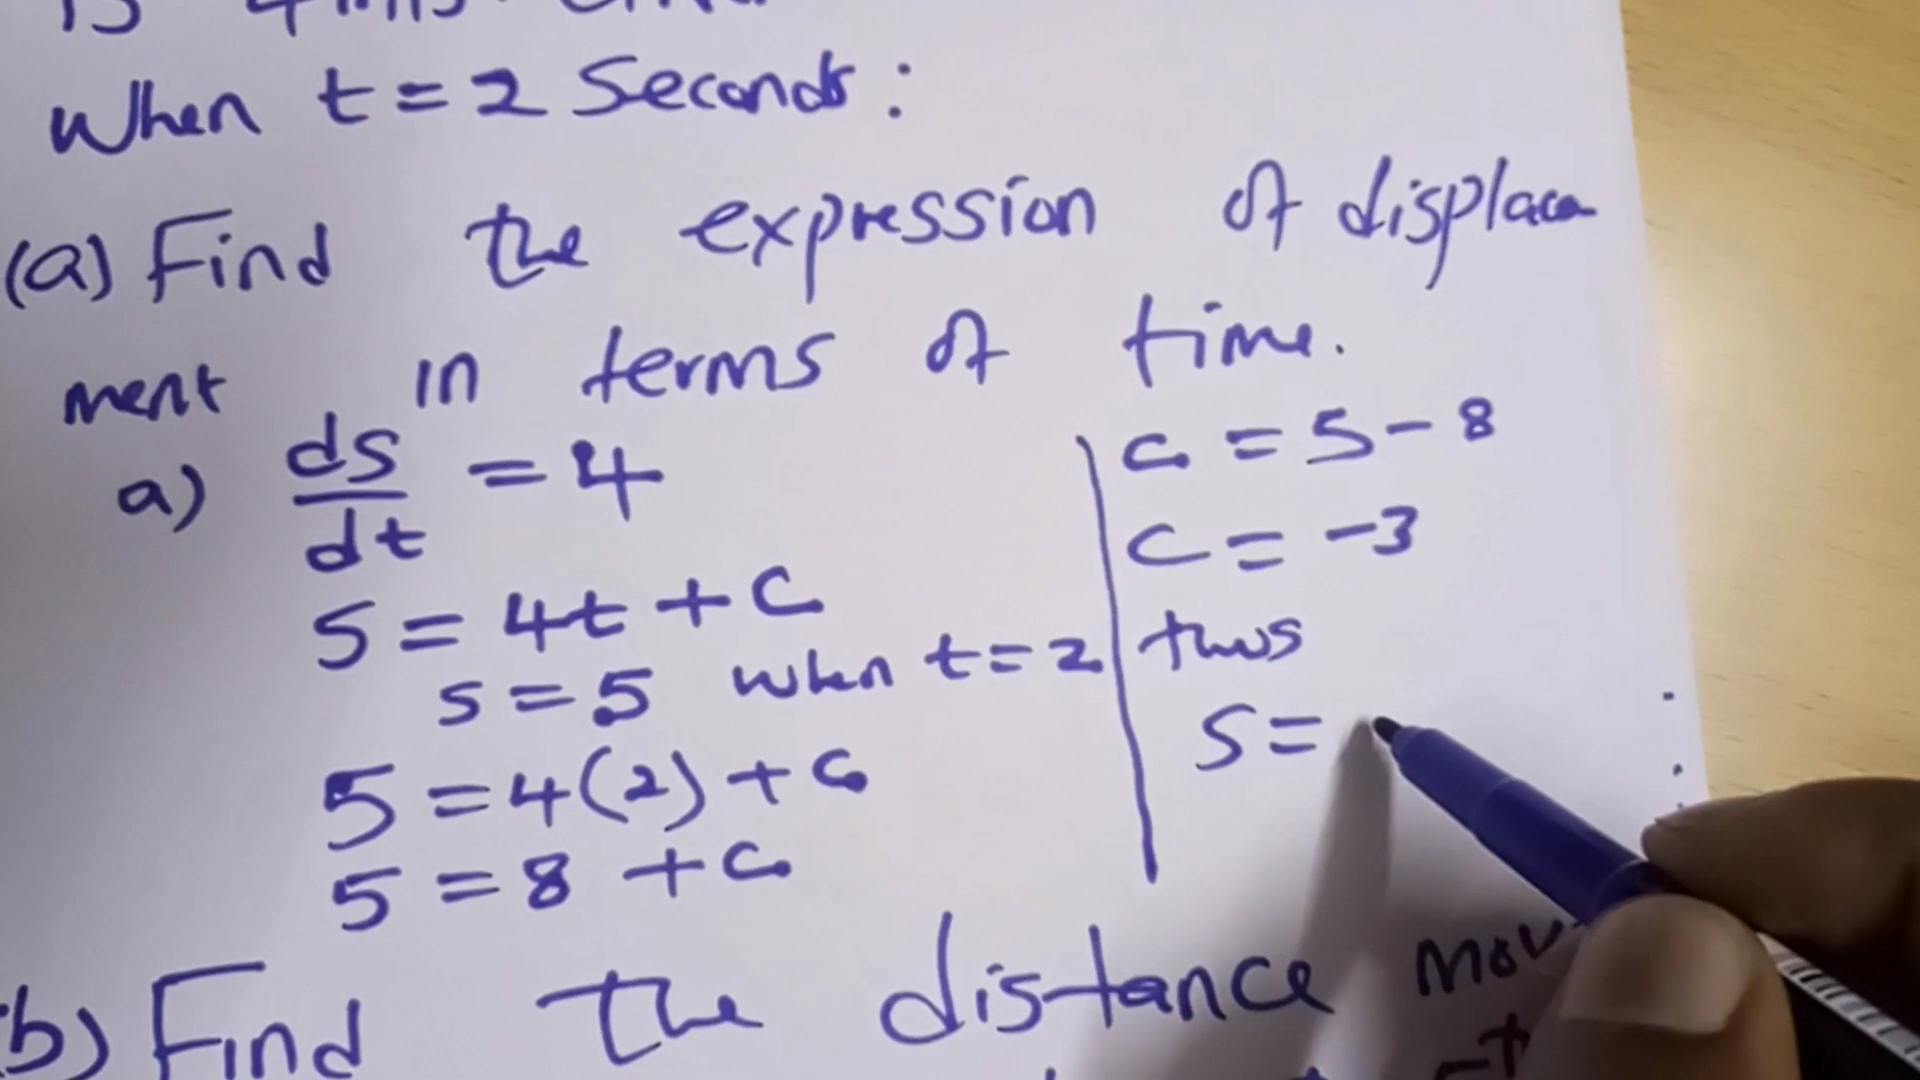 When t = 2 Seconds :
(a) Find the expression of displace
ment in terms of time.
a) ds/dt = 4
S = 4t + C
s = 5 when t = 2
5 = 4(2) + C
5 = 8 + C
C = 5 - 8
C = -3
thus
S =
(b) Find the distance